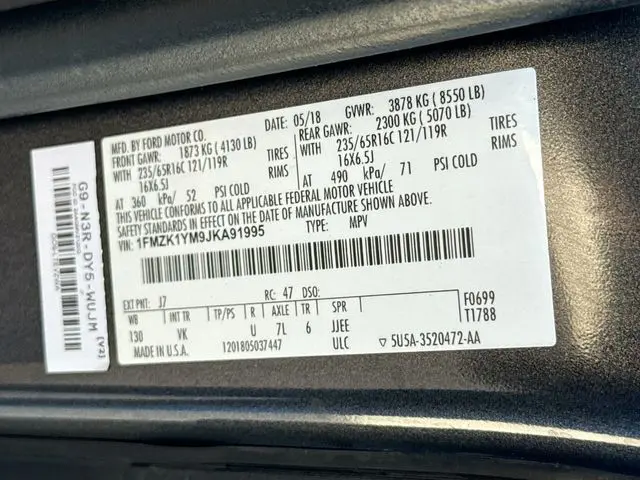 MFD. BY FORD MOTOR CO.
DATE: 05/18 GVWR: 3878 KG ( 8550 LB)
FRONT GAWR: 1873 KG ( 4130 LB) REAR GAWR: 2300 KG ( 5070 LB)
WITH 235/65R16C 121/119R TIRES WITH 235/65R16C 121/119R TIRES
16X6.5J RIMS 16X6.5J RIMS
AT 360 kPa/ 52 PSI COLD AT 490 kPa/ 71 PSI COLD
THIS VEHICLE CONFORMS TO ALL APPLICABLE FEDERAL MOTOR VEHICLE
SAFETY STANDARDS IN EFFECT ON THE DATE OF MANUFACTURE SHOWN ABOVE.
VIN: 1FMZK1YM9JKA91995 TYPE: MPV
EXT PNT: J7 RC: 47 DSO:
WB INT TR TP/PS R AXLE TR SPR F0699
130 VK U 7L 6 JJEE T1788
MADE IN U.S.A. 1201805037447 ULC ▽ 5U5A-3520472-AA
G9-N3R-DY5-WUJM [V2]